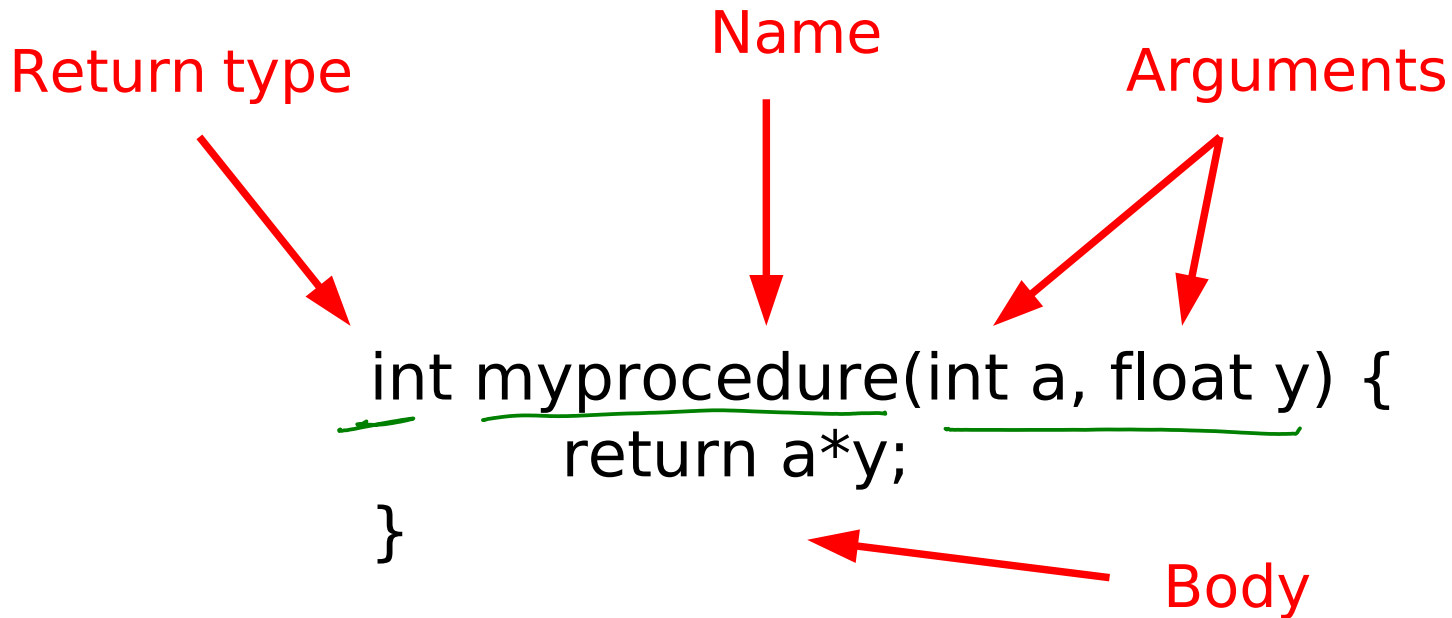 Name
Return type
Arguments
int myprocedure(int a, float y) {
return a*y;
}
Body